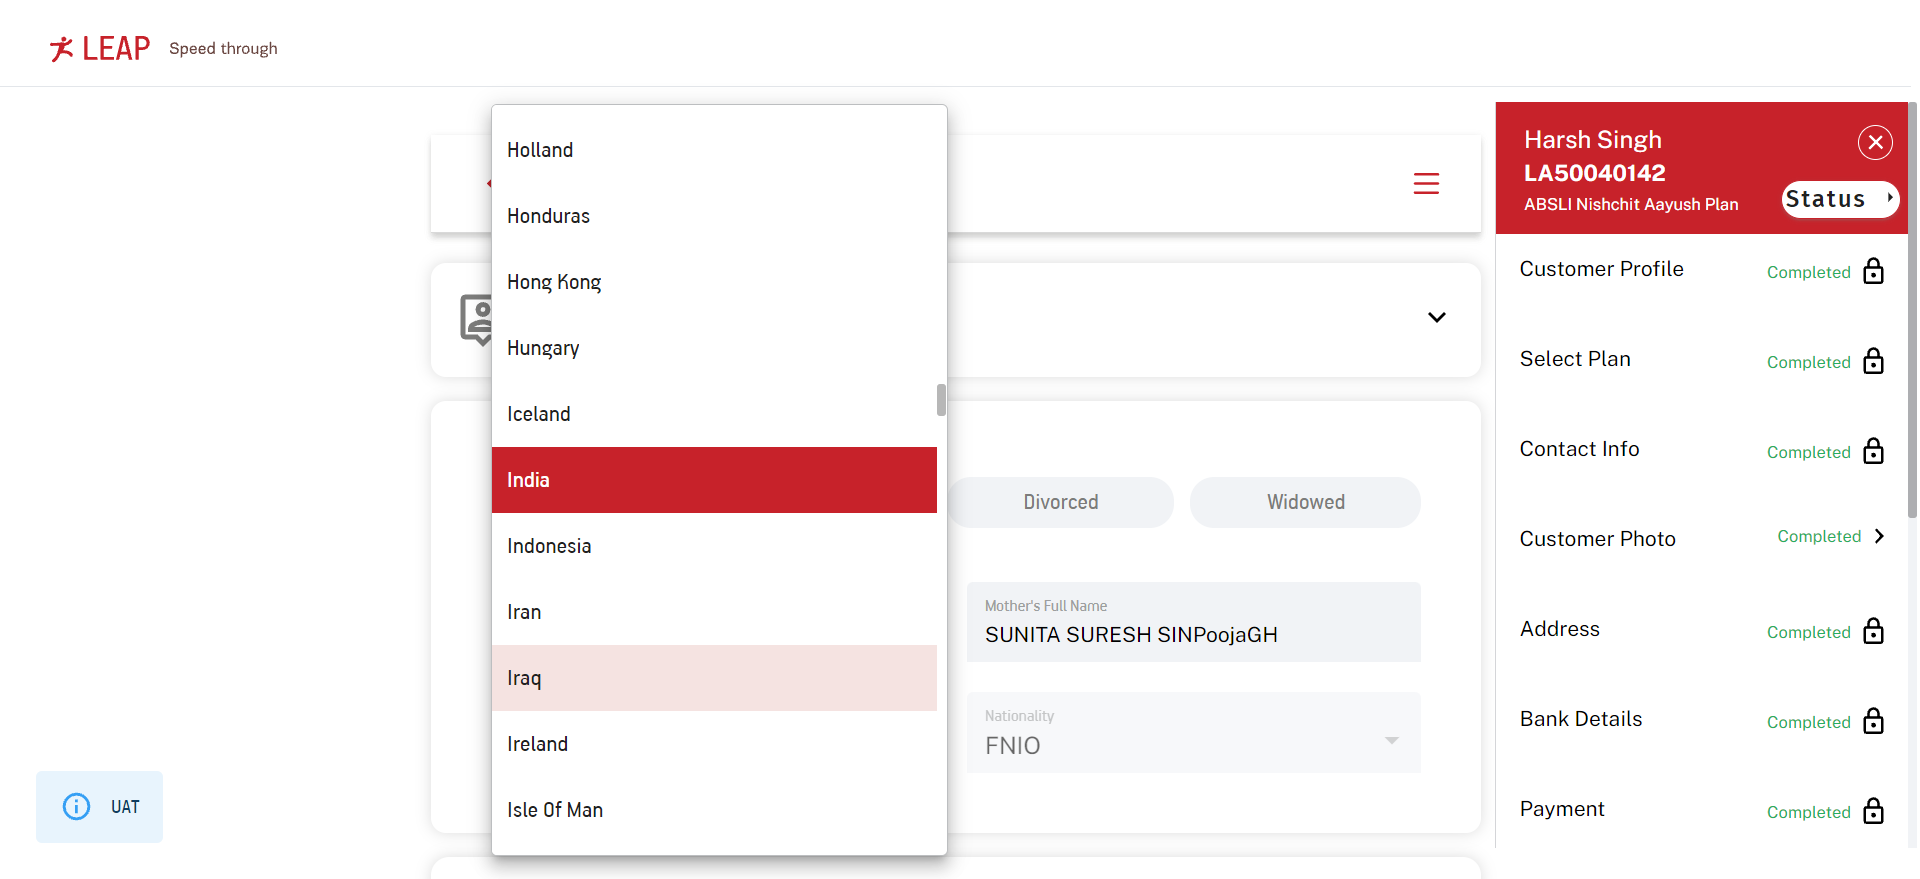 LEAP Speed through
Holland
Honduras
Hong Kong
Hungary
Iceland
India
Indonesia
Iran
Iraq
Ireland
Isle Of Man
Divorced Widowed
Mother's Full Name
SUNITA SURESH SINPoojaGH
Nationality
FNIO
UAT
Harsh Singh
LA50040142
ABSLI Nishchit Aayush Plan
Status
Customer Profile Completed
Select Plan Completed
Contact Info Completed
Customer Photo Completed
Address Completed
Bank Details Completed
Payment Completed